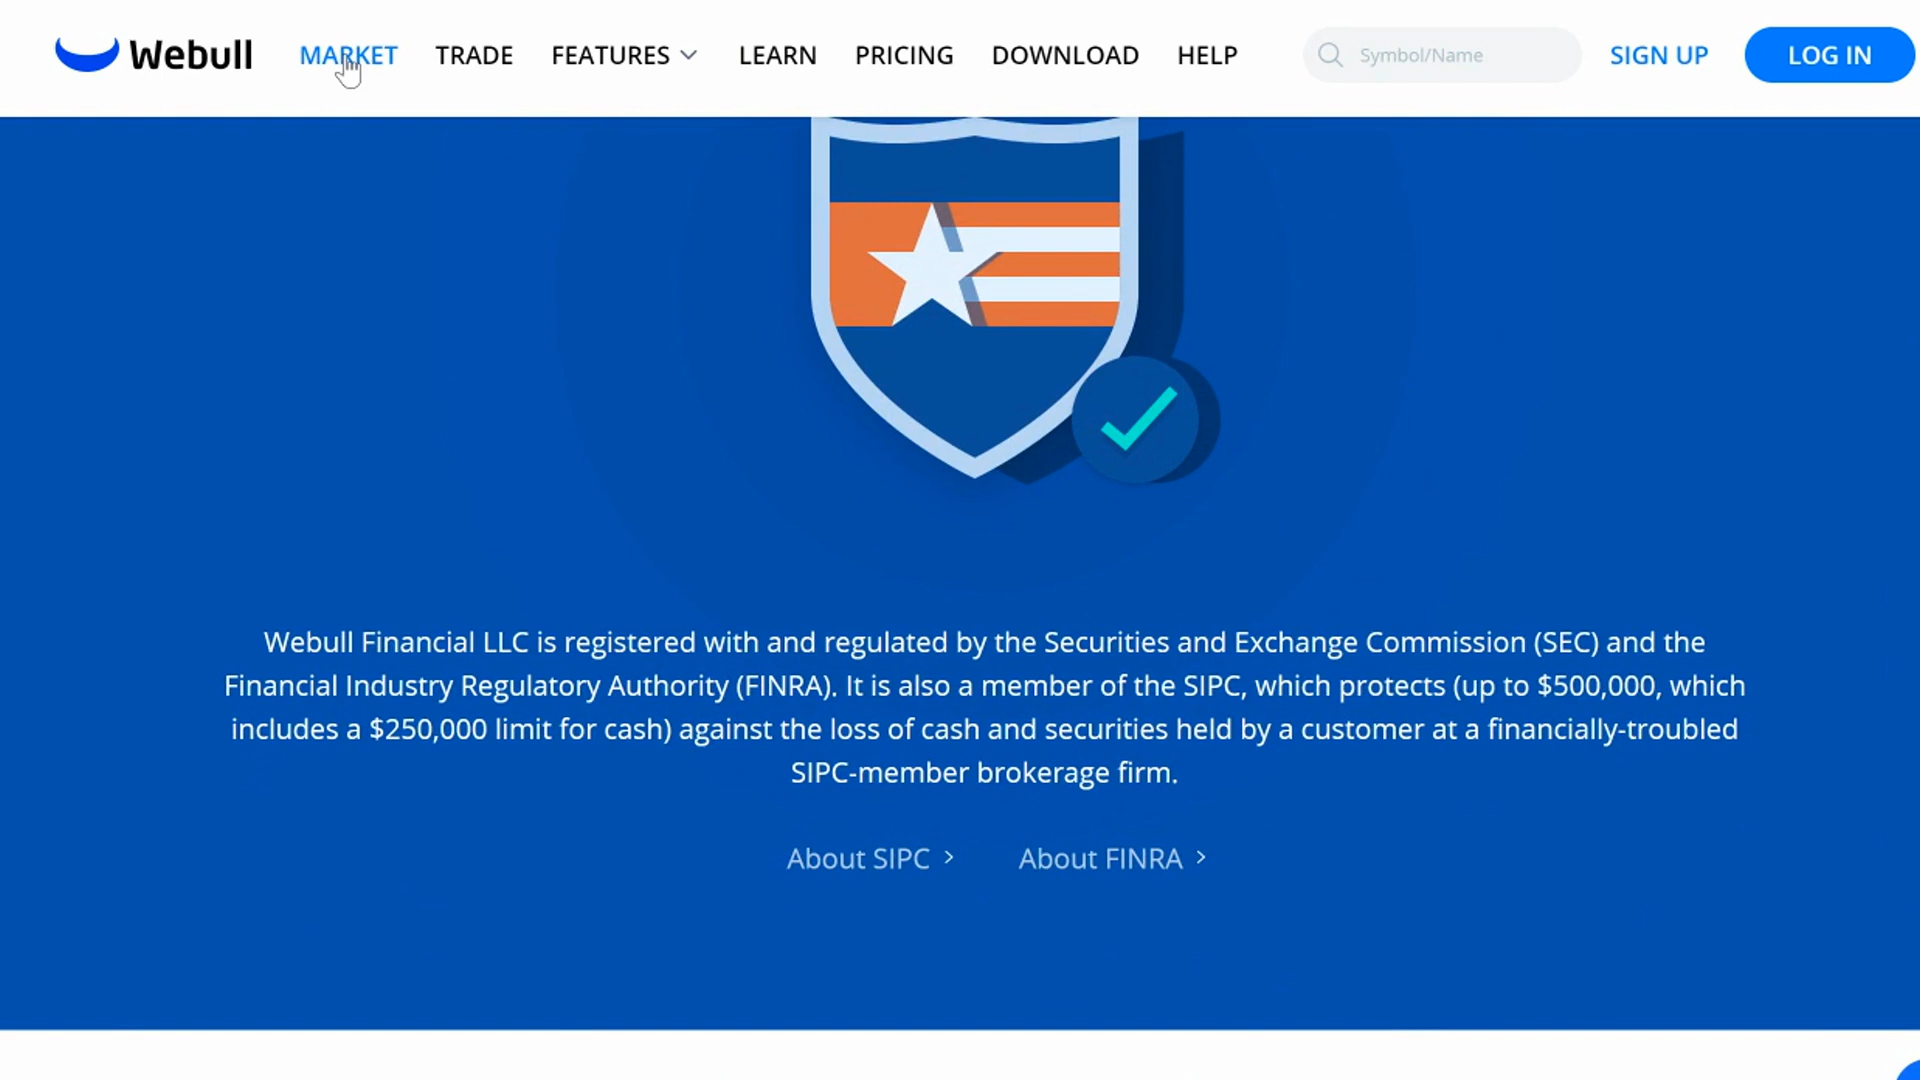 Webull MARKET TRADE FEATURES LEARN PRICING DOWNLOAD HELP Symbol/Name SIGN UP LOG IN
Webull Financial LLC is registered with and regulated by the Securities and Exchange Commission (SEC) and the
Financial Industry Regulatory Authority (FINRA). It is also a member of the SIPC, which protects (up to $500,000, which
includes a $250,000 limit for cash) against the loss of cash and securities held by a customer at a financially-troubled
SIPC-member brokerage firm.
About SIPC About FINRA